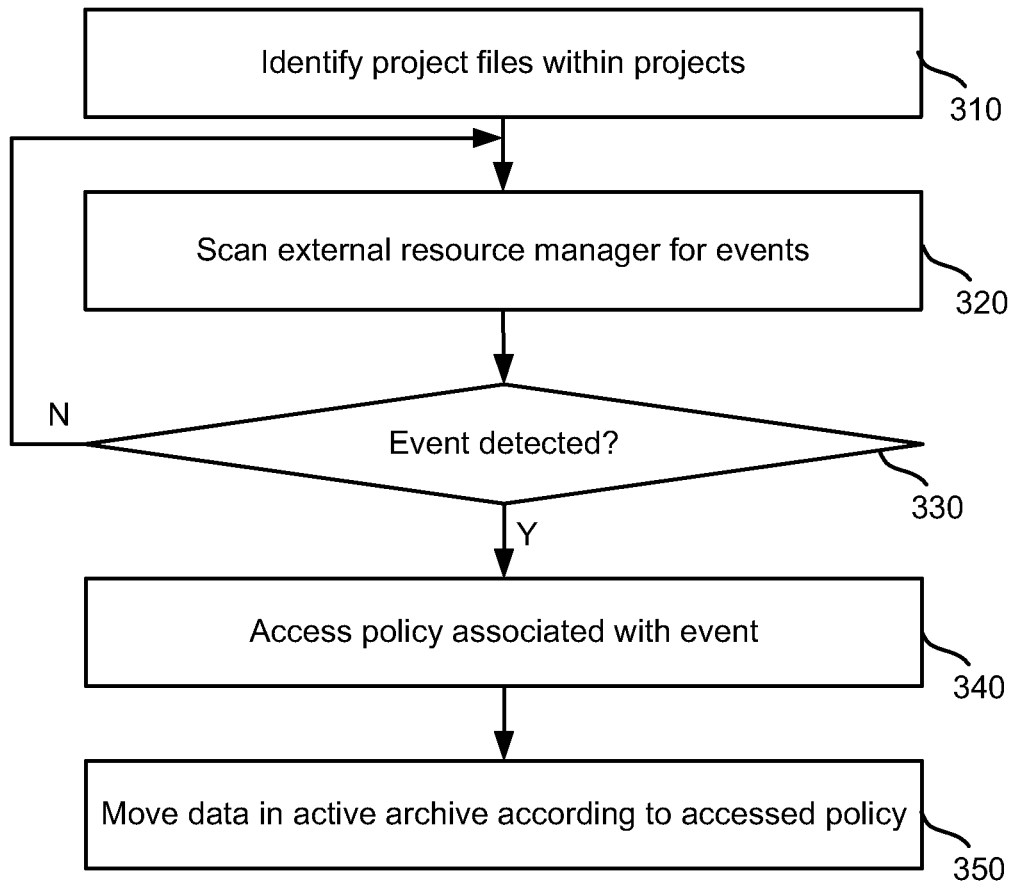 Identify project files within projects
310
Scan external resource manager for events
320
N
Event detected?
330
Y
Access policy associated with event
340
Move data in active archive according to accessed policy
350